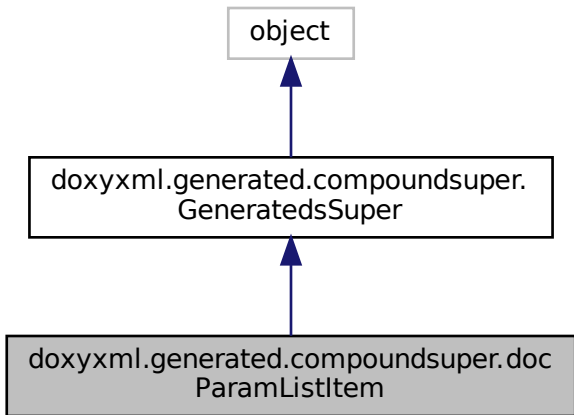 object
doxyxml.generated.compoundsuper.
GeneratedsSuper
doxyxml.generated.compoundsuper.doc
ParamListItem